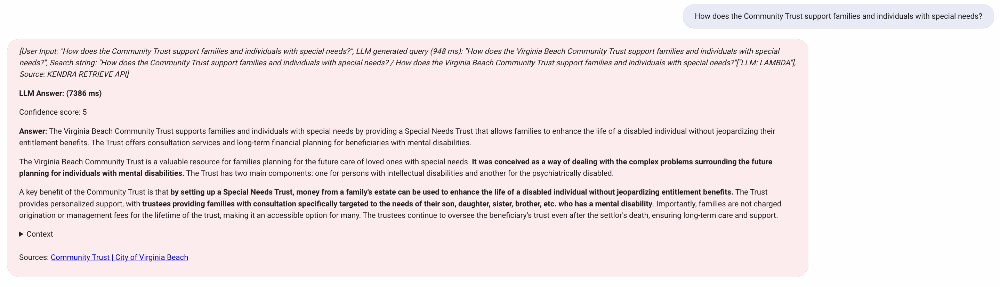 How does the Community Trust support families and individuals with special needs?
[User Input: "How does the Community Trust support families and individuals with special needs?", LLM generated query (948 ms): "How does the Virginia Beach Community Trust support families and individuals with special
needs?", Search string: "How does the Community Trust support families and individuals with special needs? / How does the Virginia Beach Community Trust support families and individuals with special needs?"["LLM: LAMBDA"],
Source: KENDRA RETRIEVE API]
LLM Answer: (7386 ms)
Confidence score: 5
Answer: The Virginia Beach Community Trust supports families and individuals with special needs by providing a Special Needs Trust that allows families to enhance the life of a disabled individual without jeopardizing their
entitlement benefits. The Trust offers consultation services and long-term financial planning for beneficiaries with mental disabilities.
The Virginia Beach Community Trust is a valuable resource for families planning for the future care of loved ones with special needs. It was conceived as a way of dealing with the complex problems surrounding the future
planning for individuals with mental disabilities. The Trust has two main components: one for persons with intellectual disabilities and another for the psychiatrically disabled.
A key benefit of the Community Trust is that by setting up a Special Needs Trust, money from a family's estate can be used to enhance the life of a disabled individual without jeopardizing entitlement benefits. The Trust
provides personalized support, with trustees providing families with consultation specifically targeted to the needs of their son, daughter, sister, brother, etc. who has a mental disability. Importantly, families are not charged
origination or management fees for the lifetime of the trust, making it an accessible option for many. The trustees continue to oversee the beneficiary's trust even after the settlor's death, ensuring long-term care and support.
▶ Context
Sources: Community Trust | City of Virginia Beach